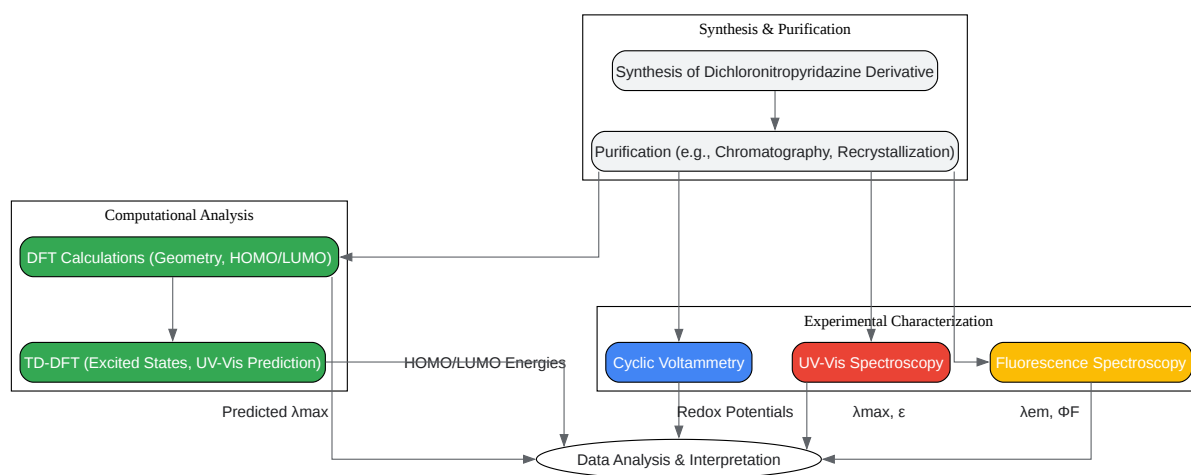 Synthesis & Purification
Synthesis of Dichloronitropyridazine Derivative
Purification (e.g., Chromatography, Recrystallization)
Computational Analysis
DFT Calculations (Geometry, HOMO/LUMO)
TD-DFT (Excited States, UV-Vis Prediction)
HOMO/LUMO Energies
Predicted λmax
Experimental Characterization
Cyclic Voltammetry
UV-Vis Spectroscopy
Fluorescence Spectroscopy
Redox Potentials
λmax, ε
λem, ΦF
Data Analysis & Interpretation